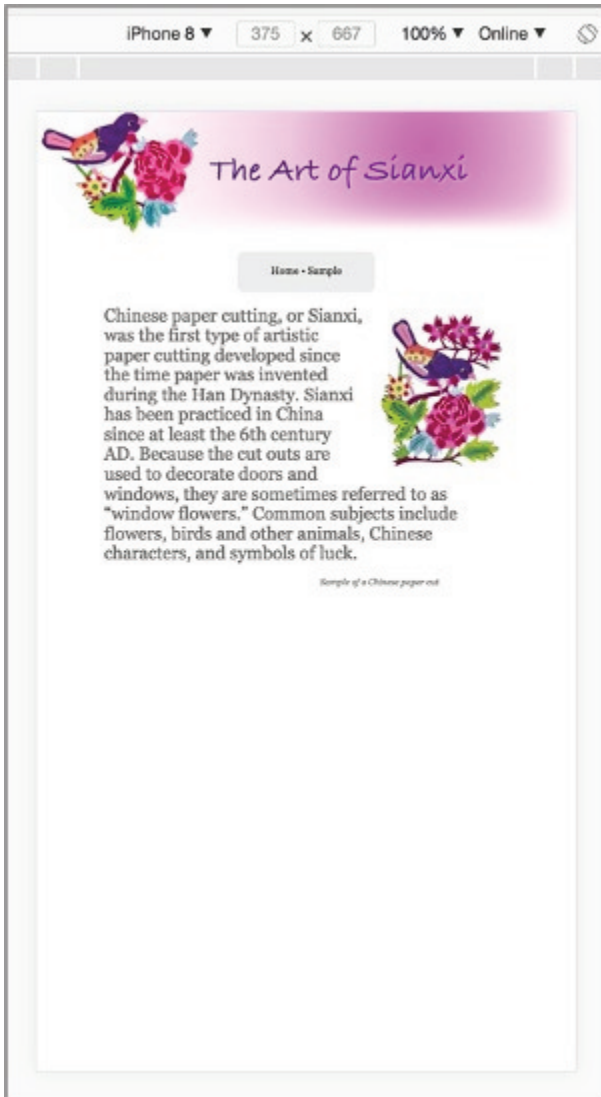 iPhone 8 ▼ 375 x 667 100% ▼ Online ▼
The Art of Sianxi
Home • Sample
Chinese paper cutting, or Sianxi,
was the first type of artistic
paper cutting developed since
the time paper was invented
during the Han Dynasty. Sianxi
has been practiced in China
since at least the 6th century
AD. Because the cut outs are
used to decorate doors and
windows, they are sometimes referred to as
“window flowers.” Common subjects include
flowers, birds and other animals, Chinese
characters, and symbols of luck.
Sample of a Chinese paper cut